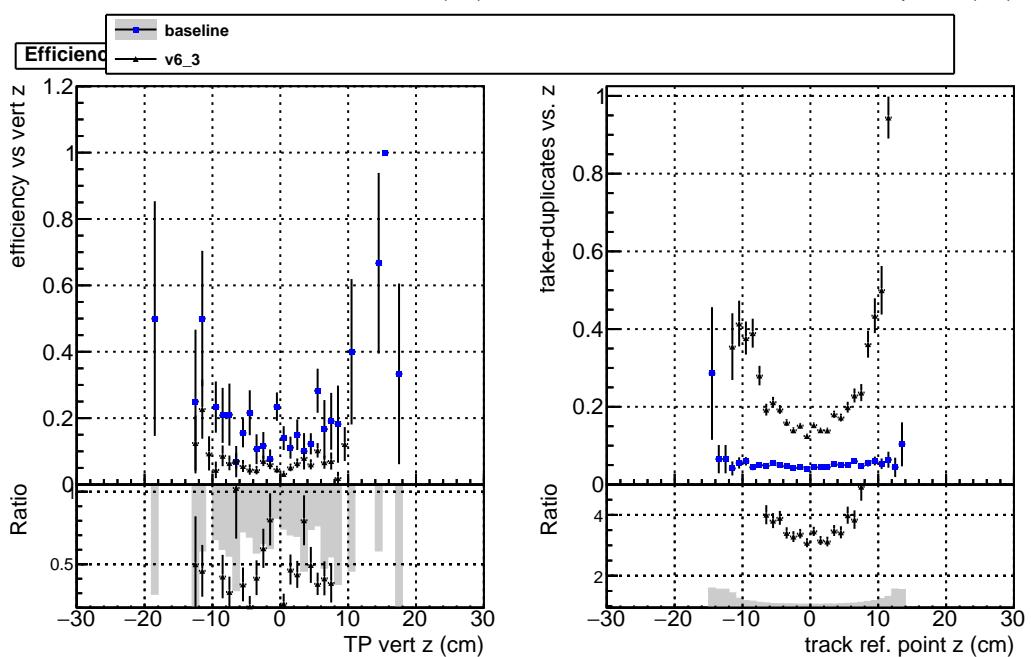 baseline
v6_3
Efficienc
efficiency vs vert z
1.2
1
0.8
0.6
0.4
0.2
0
Ratio
0.5
−30 −20 −10 0 10 20 30
TP vert z (cm)
fake+duplicates vs. z
1
0.8
0.6
0.4
0.2
0
Ratio
4
2
−30 −20 −10 0 10 20 30
track ref. point z (cm)